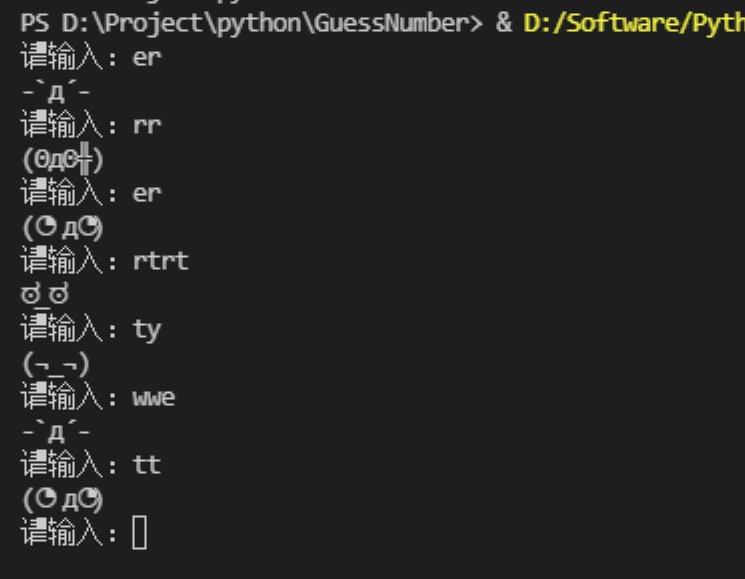 PS D:\Project\python\GuessNumber> & D:/Software/Pyth
请输入: er
-`д´-
请输入: rr
(ΘдΘ╬)
请输入: er
(◔ д◔)
请输入: rtrt
ಠ_ಠ
请输入: ty
(¬_¬)
请输入: wwe
-`д´-
请输入: tt
(◔ д◔)
请输入: